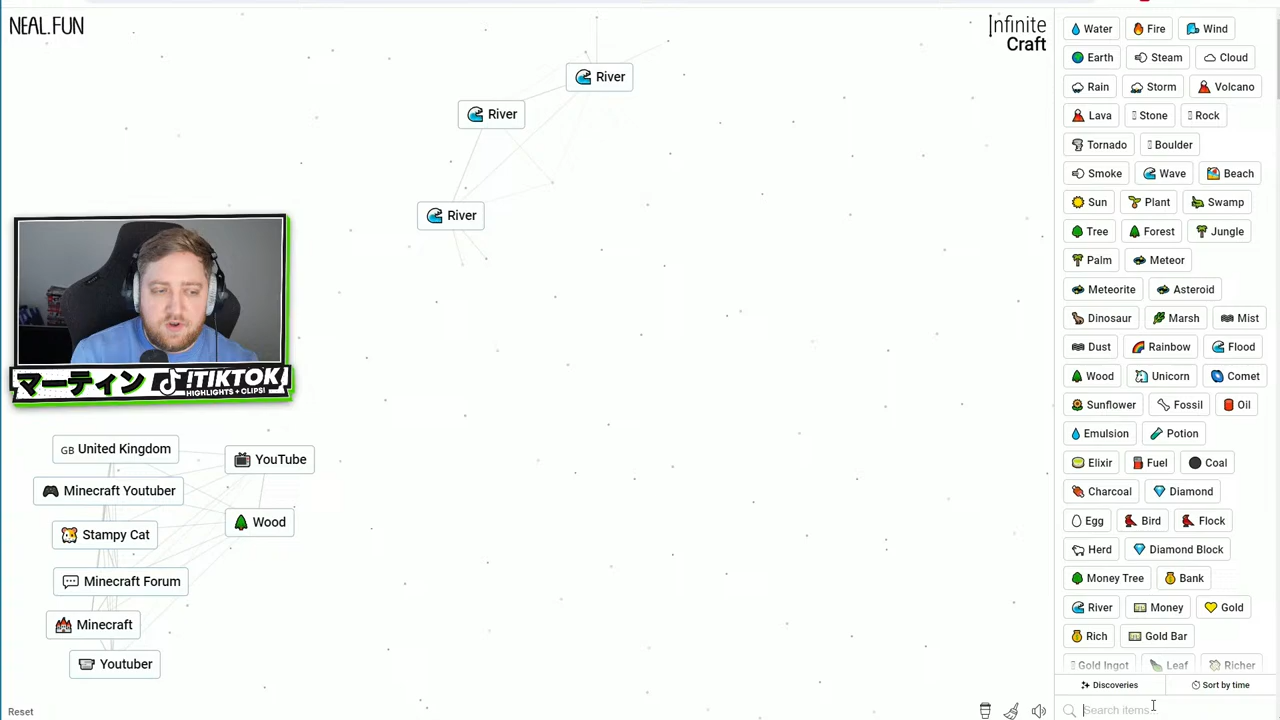 NEAL.FUN
Infinite
Craft
River
River
River
マーティン !TIKTOK
HIGHLIGHTS + CLIPS!
GB United Kingdom
YouTube
Minecraft Youtuber
Wood
Stampy Cat
Minecraft Forum
Minecraft
Youtuber
Reset
Water Fire Wind
Earth Steam Cloud
Rain Storm Volcano
Lava Stone Rock
Tornado Boulder
Smoke Wave Beach
Sun Plant Swamp
Tree Forest Jungle
Palm Meteor
Meteorite Asteroid
Dinosaur Marsh Mist
Dust Rainbow Flood
Wood Unicorn Comet
Sunflower Fossil Oil
Emulsion Potion
Elixir Fuel Coal
Charcoal Diamond
Egg Bird Flock
Herd Diamond Block
Money Tree Bank
River Money Gold
Rich Gold Bar
Gold Ingot Leaf Richer
Discoveries Sort by time
Search items...